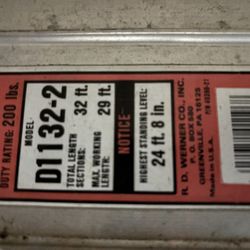 DUTY RATING: 200 lbs.
MODEL
D1132-2
TOTAL LENGTH
SECTIONS: 32 ft.
MAX. WORKING
LENGTH: 29 ft.
NOTICE
HIGHEST STANDING LEVEL:
24 ft. 8 in.
R. D. WERNER CO., INC.
P. O. BOX 580
GREENVILLE, PA 16125
Made in U.S.A.